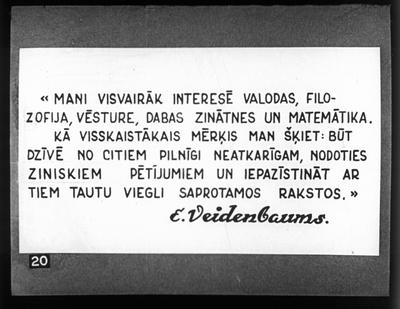 « MANI VISVAIRĀK INTERESĒ VALODAS, FILO-
ZOFIJA, VĒSTURE, DABAS ZINĀTNES UN MATEMĀTIKA.
KĀ VISSKAISTĀKAIS MĒRĶIS MAN ŠĶIET: BŪT
DZĪVĒ NO CITIEM PILNĪGI NEATKARĪGAM, NODOTIES
ZINISKIEM PĒTĪJUMIEM UN IEPAZĪSTINĀT AR
TIEM TAUTU VIEGLI SAPROTAMOS RAKSTOS. »
E. Veidenbaums.
20